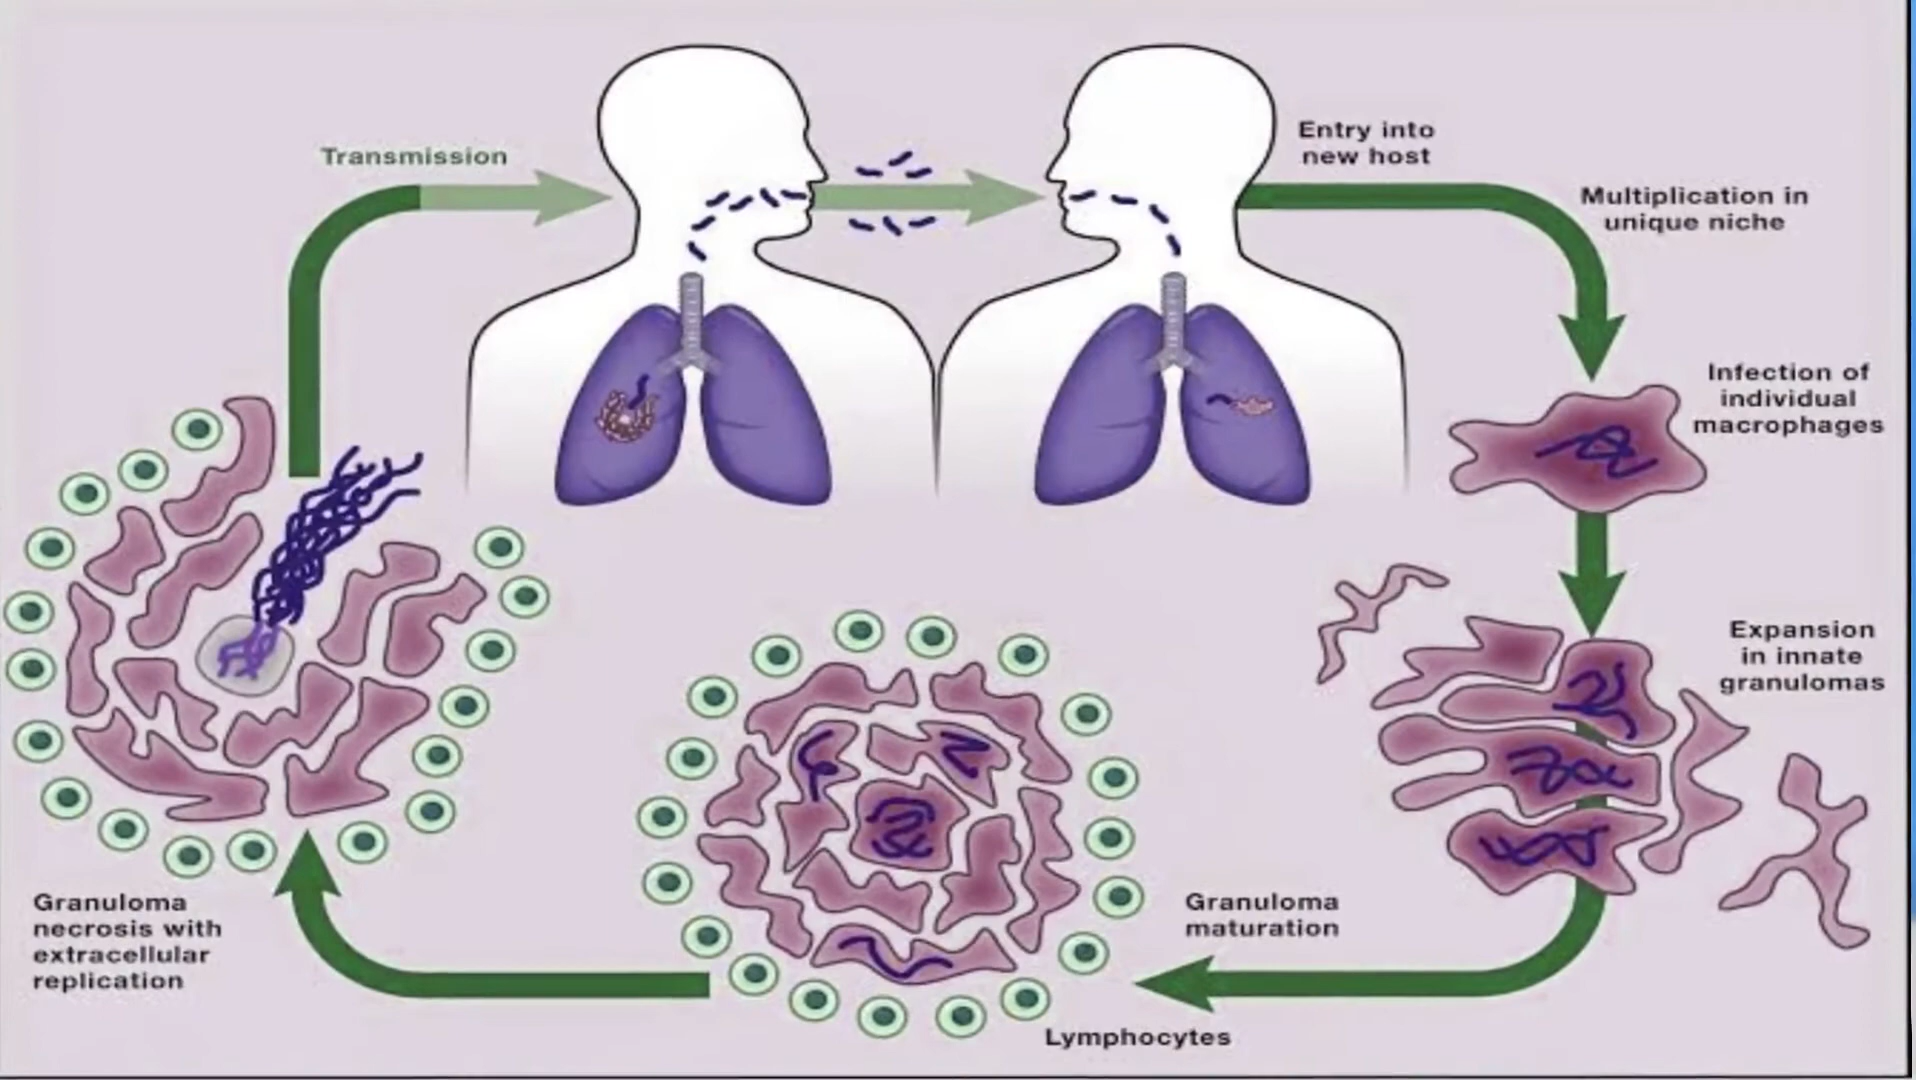 Transmission
Entry into
new host
Multiplication in
unique niche
Infection of
individual
macrophages
Expansion
in innate
granulomas
Granuloma
maturation
Lymphocytes
Granuloma
necrosis with
extracellular
replication